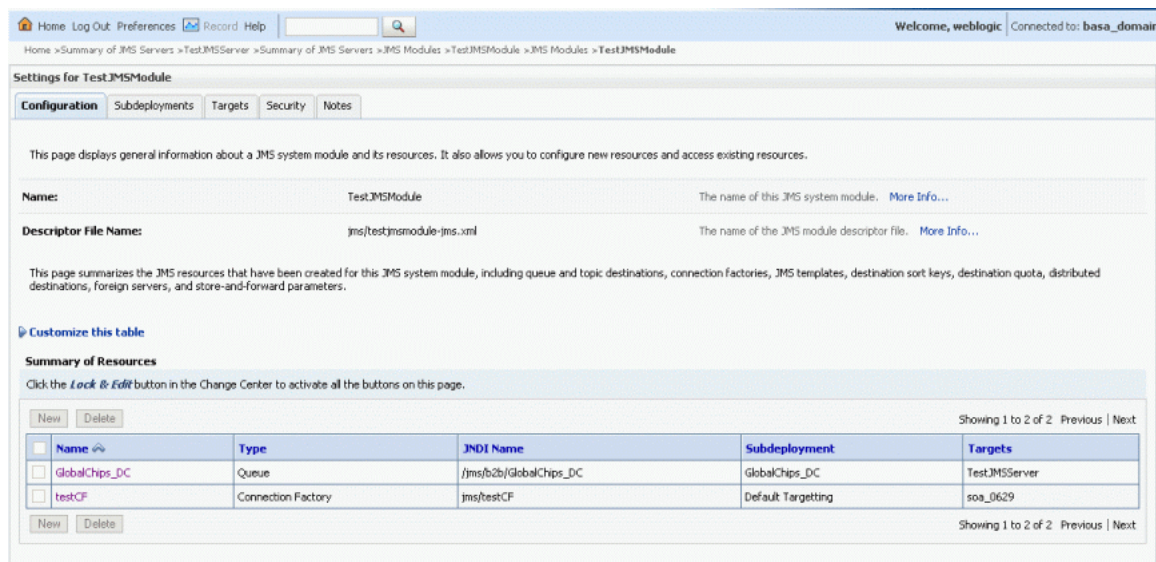 Home Log Out Preferences Record Help
Welcome, weblogic Connected to: basa_domain
Home >Summary of JMS Servers >TestJMSServer >Summary of JMS Servers >JMS Modules >TestJMSModule >JMS Modules >TestJMSModule
Settings for TestJMSModule
Configuration Subdeployments Targets Security Notes
This page displays general information about a JMS system module and its resources. It also allows you to configure new resources and access existing resources.
Name: TestJMSModule The name of this JMS system module. More Info...
Descriptor File Name: jms/testjmsmodule-jms.xml The name of the JMS module descriptor file. More Info...
This page summarizes the JMS resources that have been created for this JMS system module, including queue and topic destinations, connection factories, JMS templates, destination sort keys, destination quota, distributed
destinations, foreign servers, and store-and-forward parameters.
Customize this table
Summary of Resources
Click the Lock & Edit button in the Change Center to activate all the buttons on this page.
New Delete Showing 1 to 2 of 2 Previous | Next
Name Type JNDI Name Subdeployment Targets
GlobalChips_DC Queue /jms/b2b/GlobalChips_DC GlobalChips_DC TestJMSServer
testCF Connection Factory jms/testCF Default Targetting soa_0629
New Delete Showing 1 to 2 of 2 Previous | Next